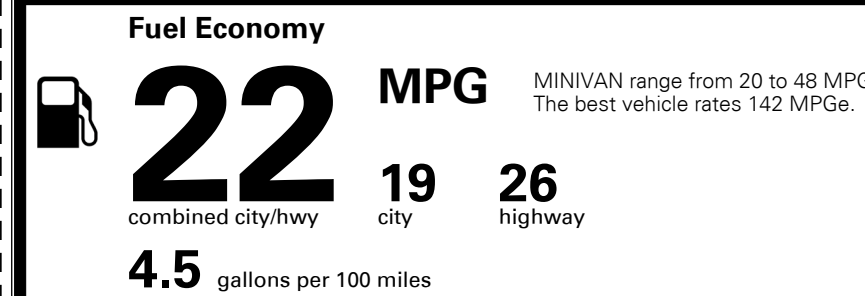 Fuel Economy
22 MPG
MINIVAN range from 20 to 48 MPG
The best vehicle rates 142 MPGe.
19 26
combined city/hwy city highway
4.5 gallons per 100 miles